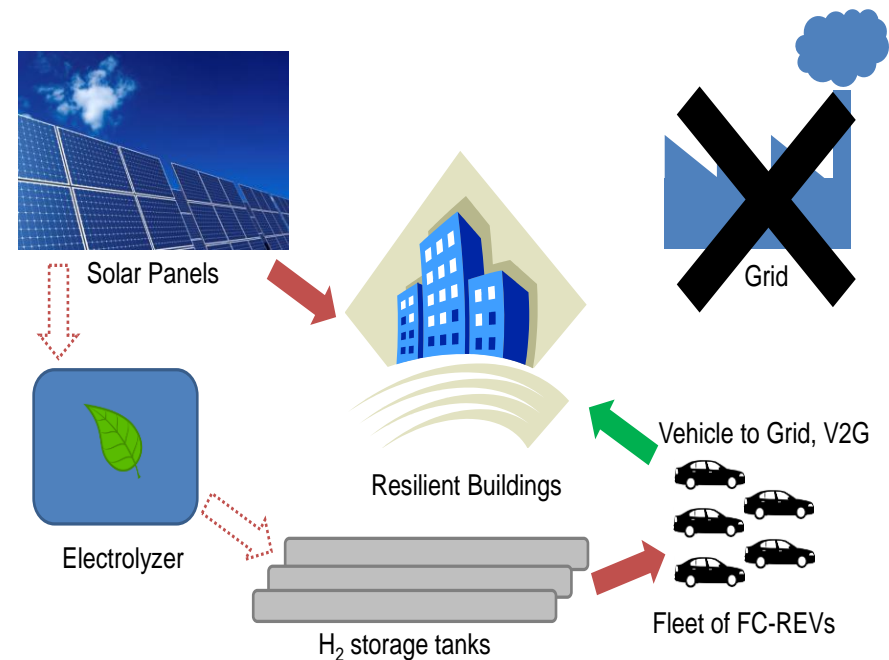 Solar Panels
Grid
Vehicle to Grid, V2G
Resilient Buildings
Electrolyzer
Fleet of FC-REVs
H₂ storage tanks